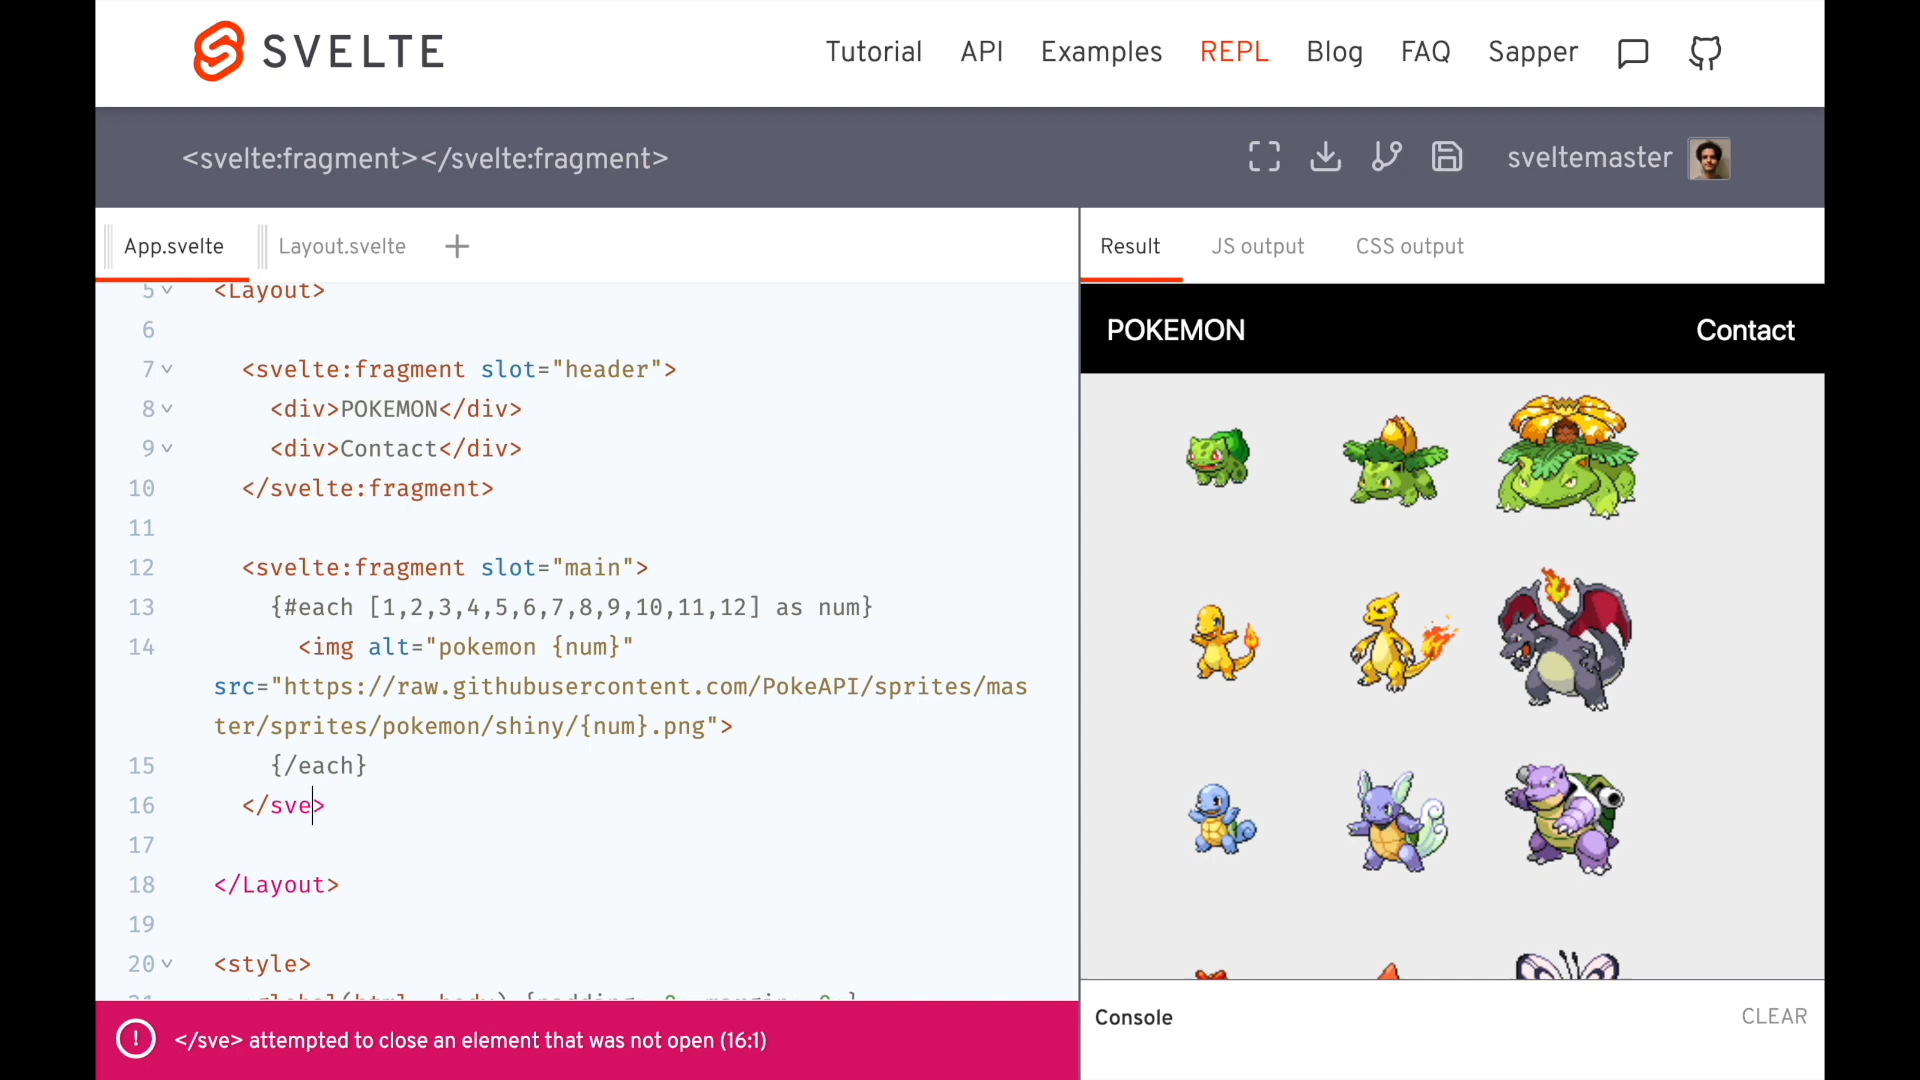 SVELTE
Tutorial API Examples REPL Blog FAQ Sapper
<svelte:fragment></svelte:fragment>
sveltemaster
App.svelte Layout.svelte +
Result JS output CSS output
5 <Layout>
6
7 <svelte:fragment slot="header">
8 <div>POKEMON</div>
9 <div>Contact</div>
10 </svelte:fragment>
11
12 <svelte:fragment slot="main">
13 {#each [1,2,3,4,5,6,7,8,9,10,11,12] as num}
14 <img alt="pokemon {num}"
src="https://raw.githubusercontent.com/PokeAPI/sprites/mas
ter/sprites/pokemon/shiny/{num}.png">
15 {/each}
16 </sve>
17
18 </Layout>
19
20 <style>
</sve> attempted to close an element that was not open (16:1)
POKEMON Contact
Console CLEAR